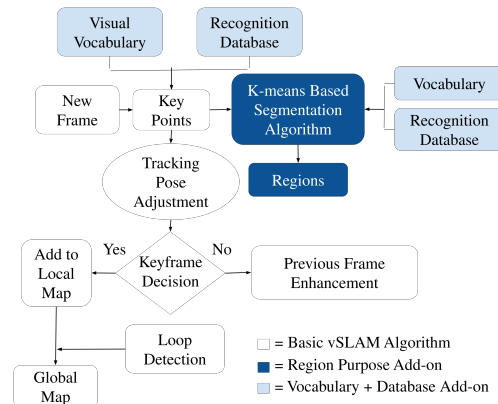 Visual
Vocabulary
Recognition
Database
New
Frame
Key
Points
K-means Based
Segmentation
Algorithm
Vocabulary
Recognition
Database
Regions
Tracking
Pose
Adjustment
Yes
No
Add to
Local
Map
Keyframe
Decision
Previous Frame
Enhancement
Loop
Detection
Global
Map
= Basic vSLAM Algorithm
= Region Purpose Add-on
= Vocabulary + Database Add-on